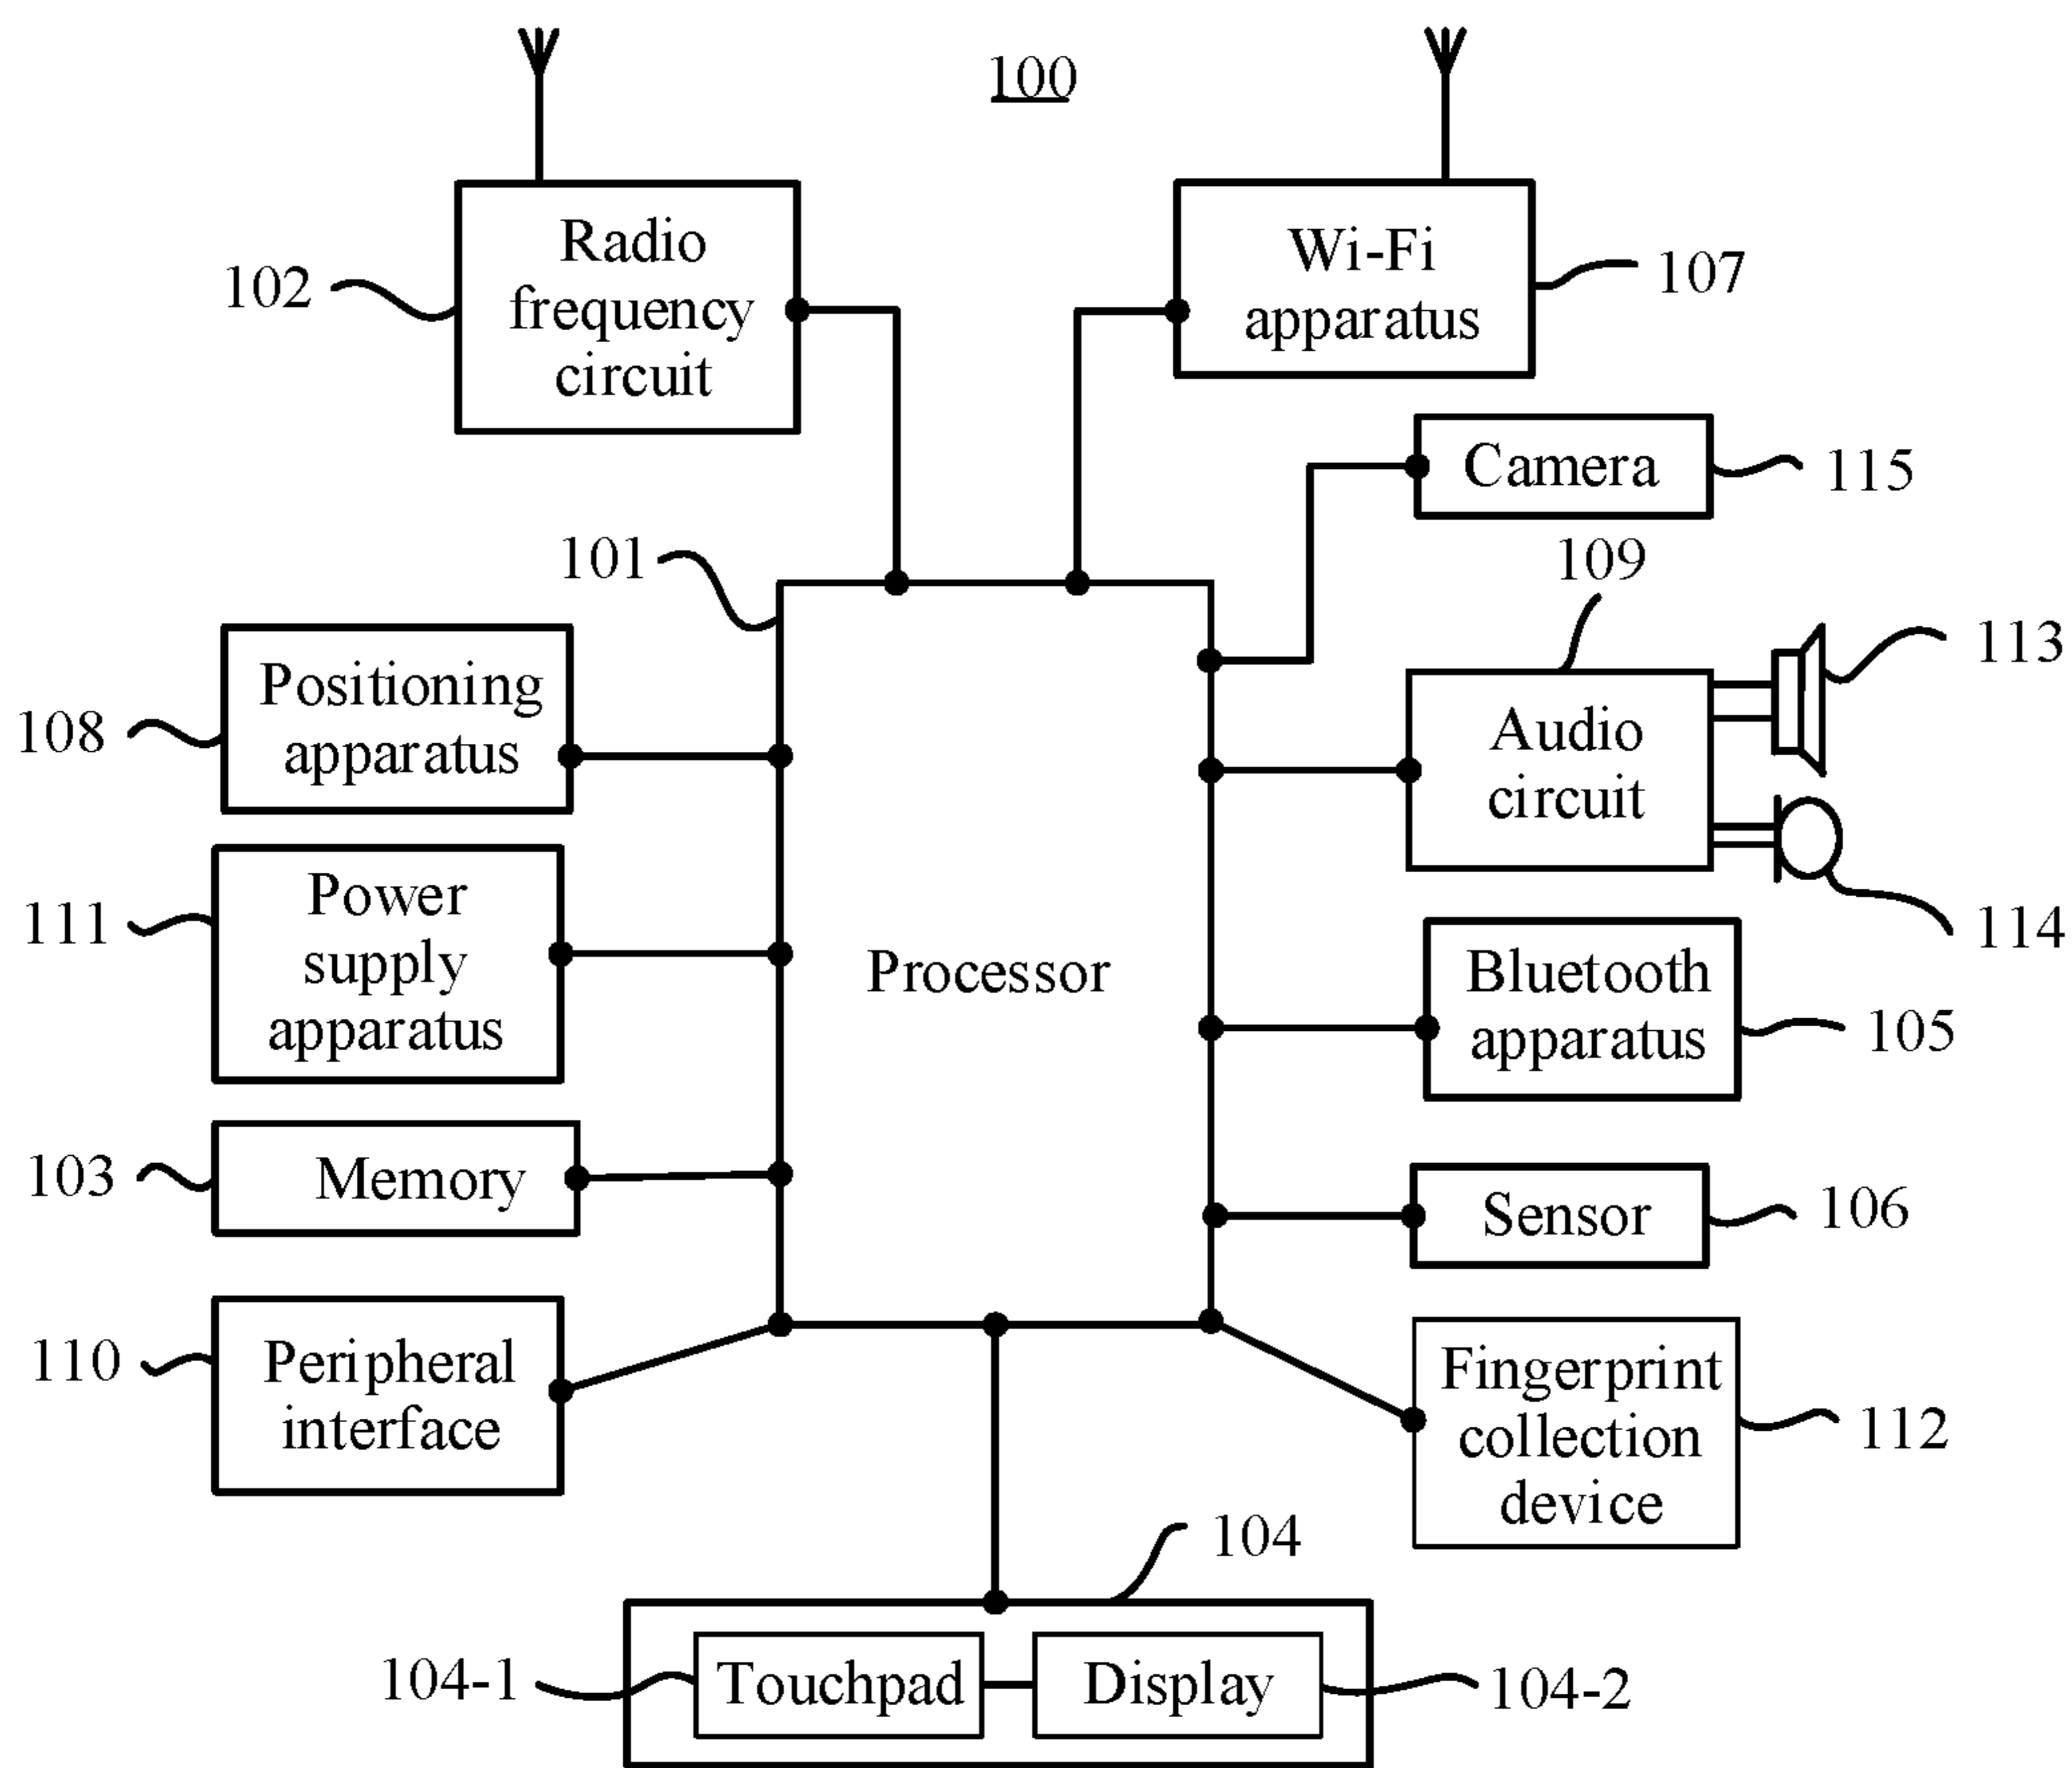 100
Radio
frequency
circuit
102
Wi-Fi
apparatus
107
Camera
115
101
109
Positioning
apparatus
108
Audio
circuit
113
114
Power
supply
apparatus
111
Processor
Bluetooth
apparatus
105
Memory
103
Sensor
106
Peripheral
interface
110
Fingerprint
collection
device
112
104
104-1
Touchpad
Display
104-2